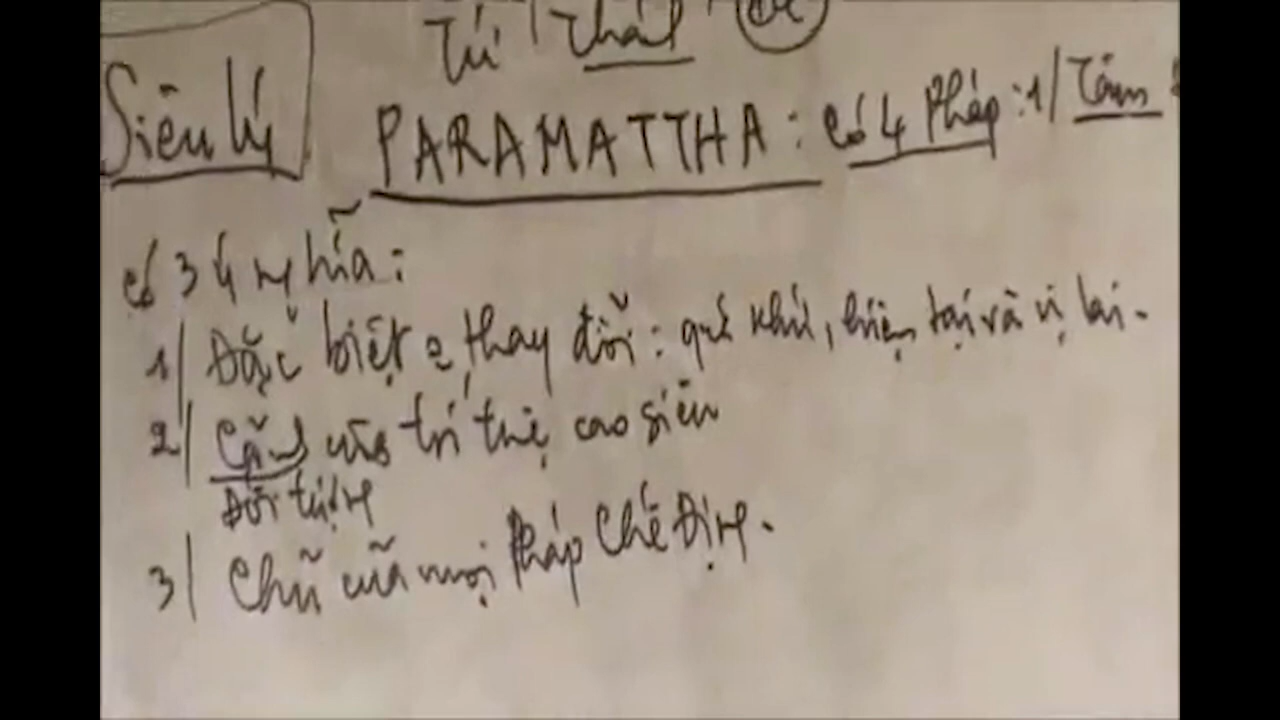 Tứ
Siêu lý
PARAMATTHA: có 4 Pháp: 1/ Tâm
có 3 ý nghĩa:
1/ Đặc biệt thay đổi: quá khứ, hiện tại và vị lai.
2/ Cảnh của trí tuệ cao siêu
Đối tượng
3/ Chủ của mọi Pháp Chế Định.